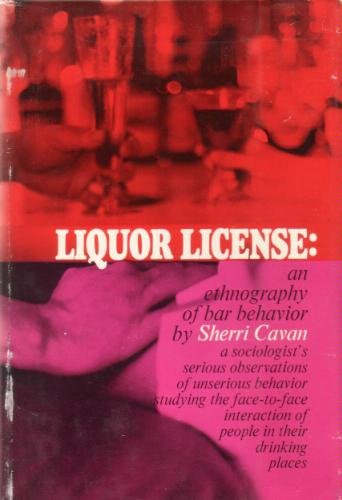 LIQUOR LICENSE:
an
ethnography
of bar behavior
by Sherri Cavan
a sociologist's
serious observations
of unserious behavior
studying the face-to-face
interaction of
people in their
drinking
places